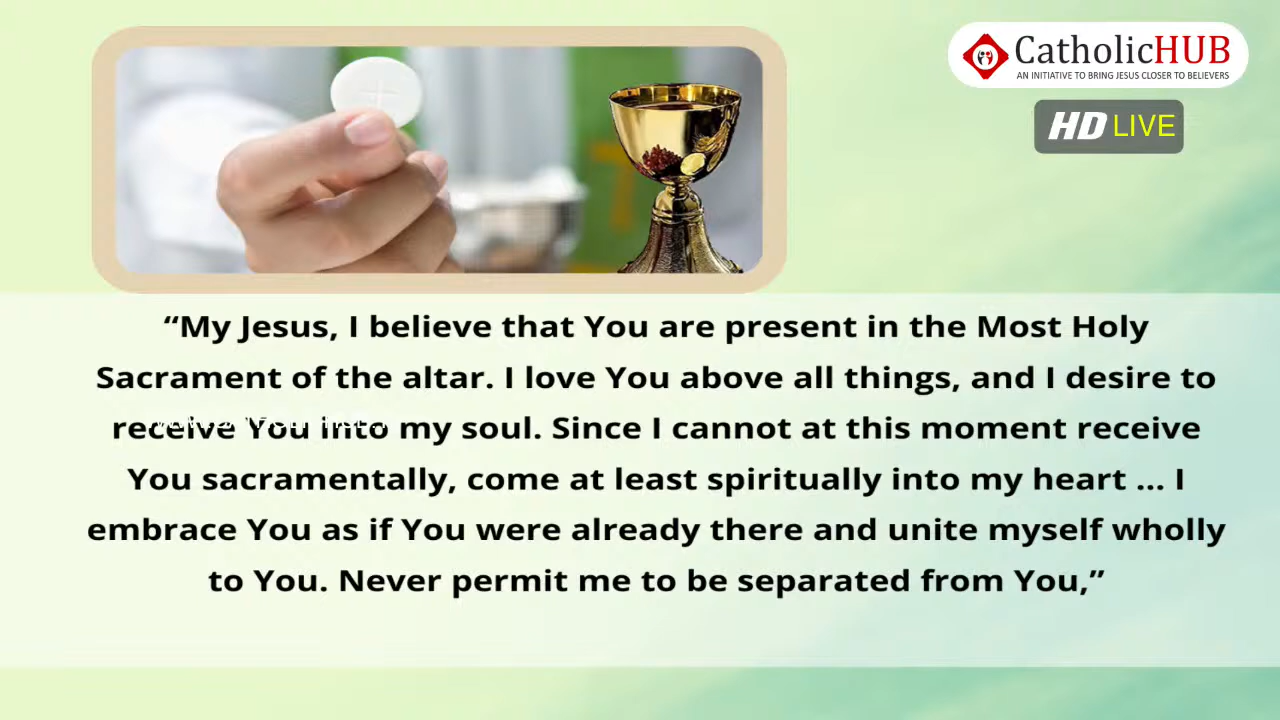 CatholicHUB
AN INITIATIVE TO BRING JESUS CLOSER TO BELIEVERS
HD LIVE
“My Jesus, I believe that You are present in the Most Holy
Sacrament of the altar. I love You above all things, and I desire to
receive You into my soul. Since I cannot at this moment receive
You sacramentally, come at least spiritually into my heart ... I
embrace You as if You were already there and unite myself wholly
to You. Never permit me to be separated from You,”